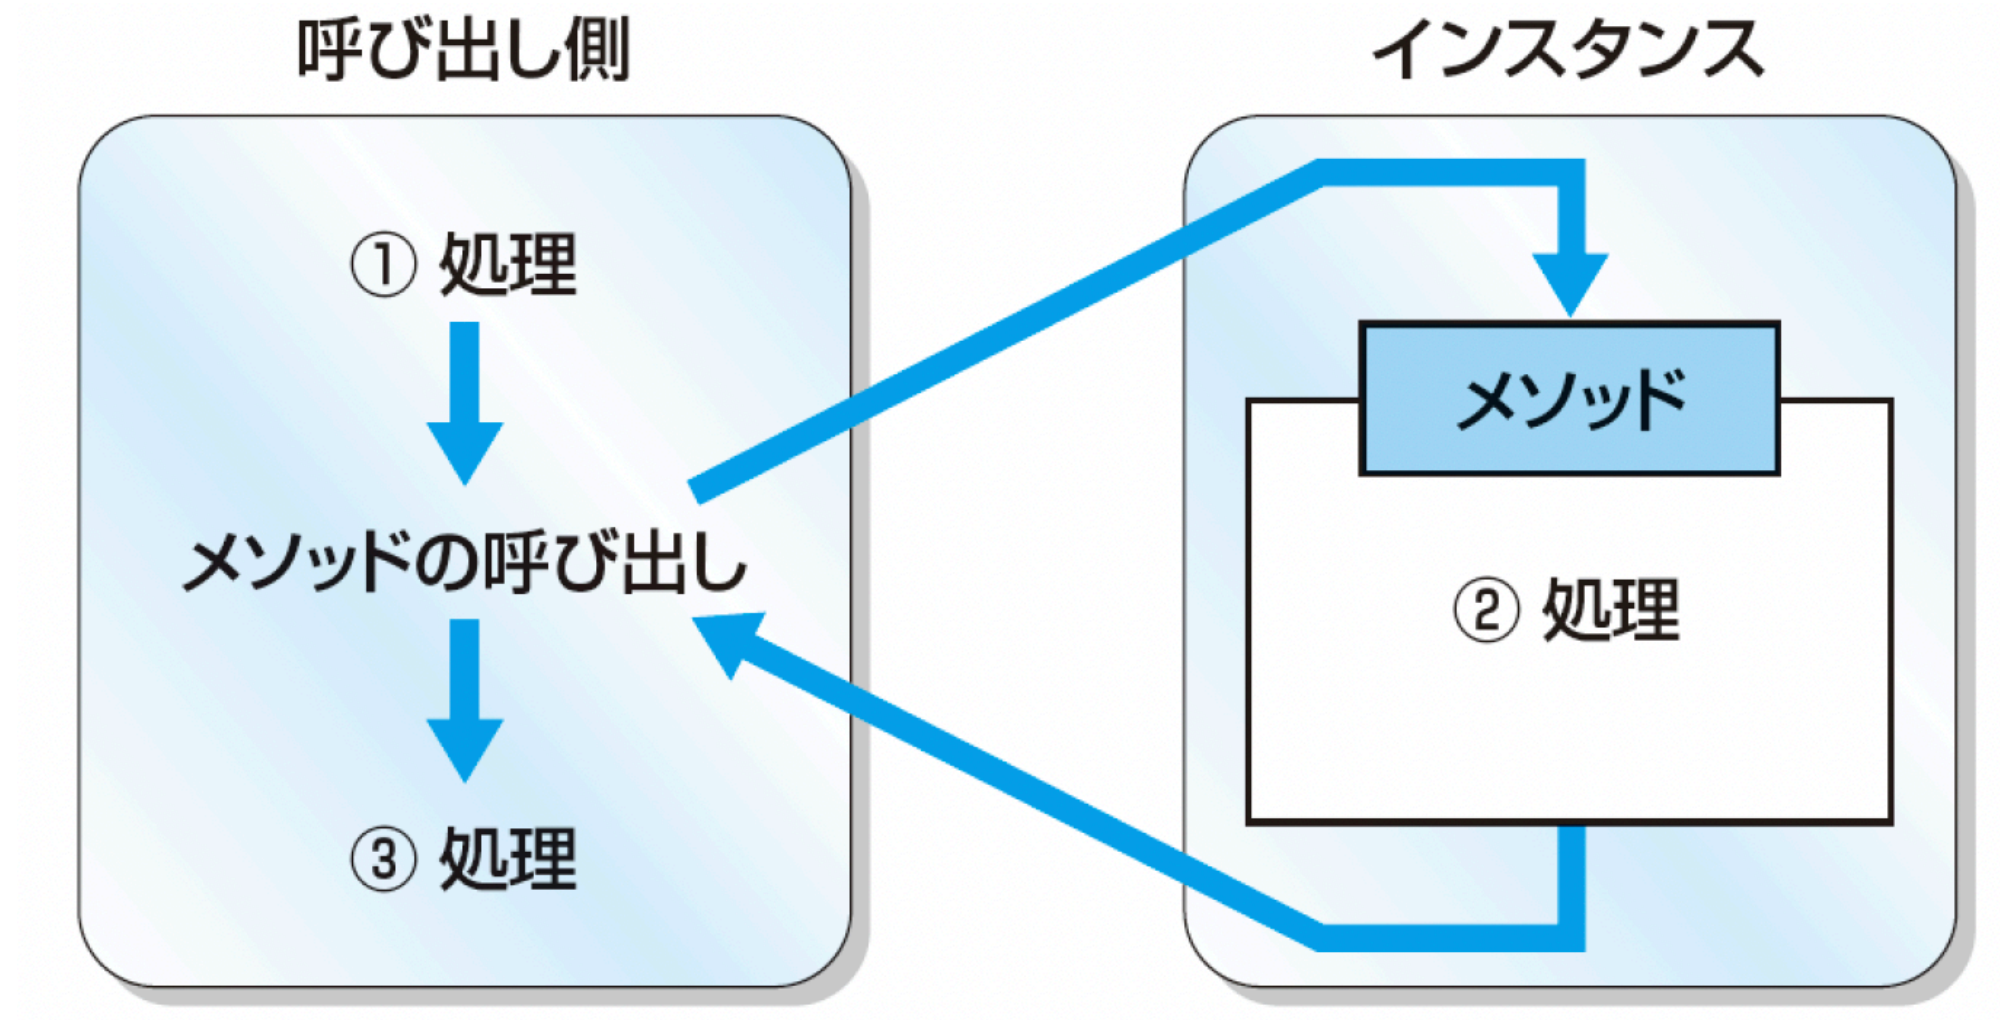 呼び出し側
① 処理
メソッドの呼び出し
③ 処理
インスタンス
メソッド
② 処理